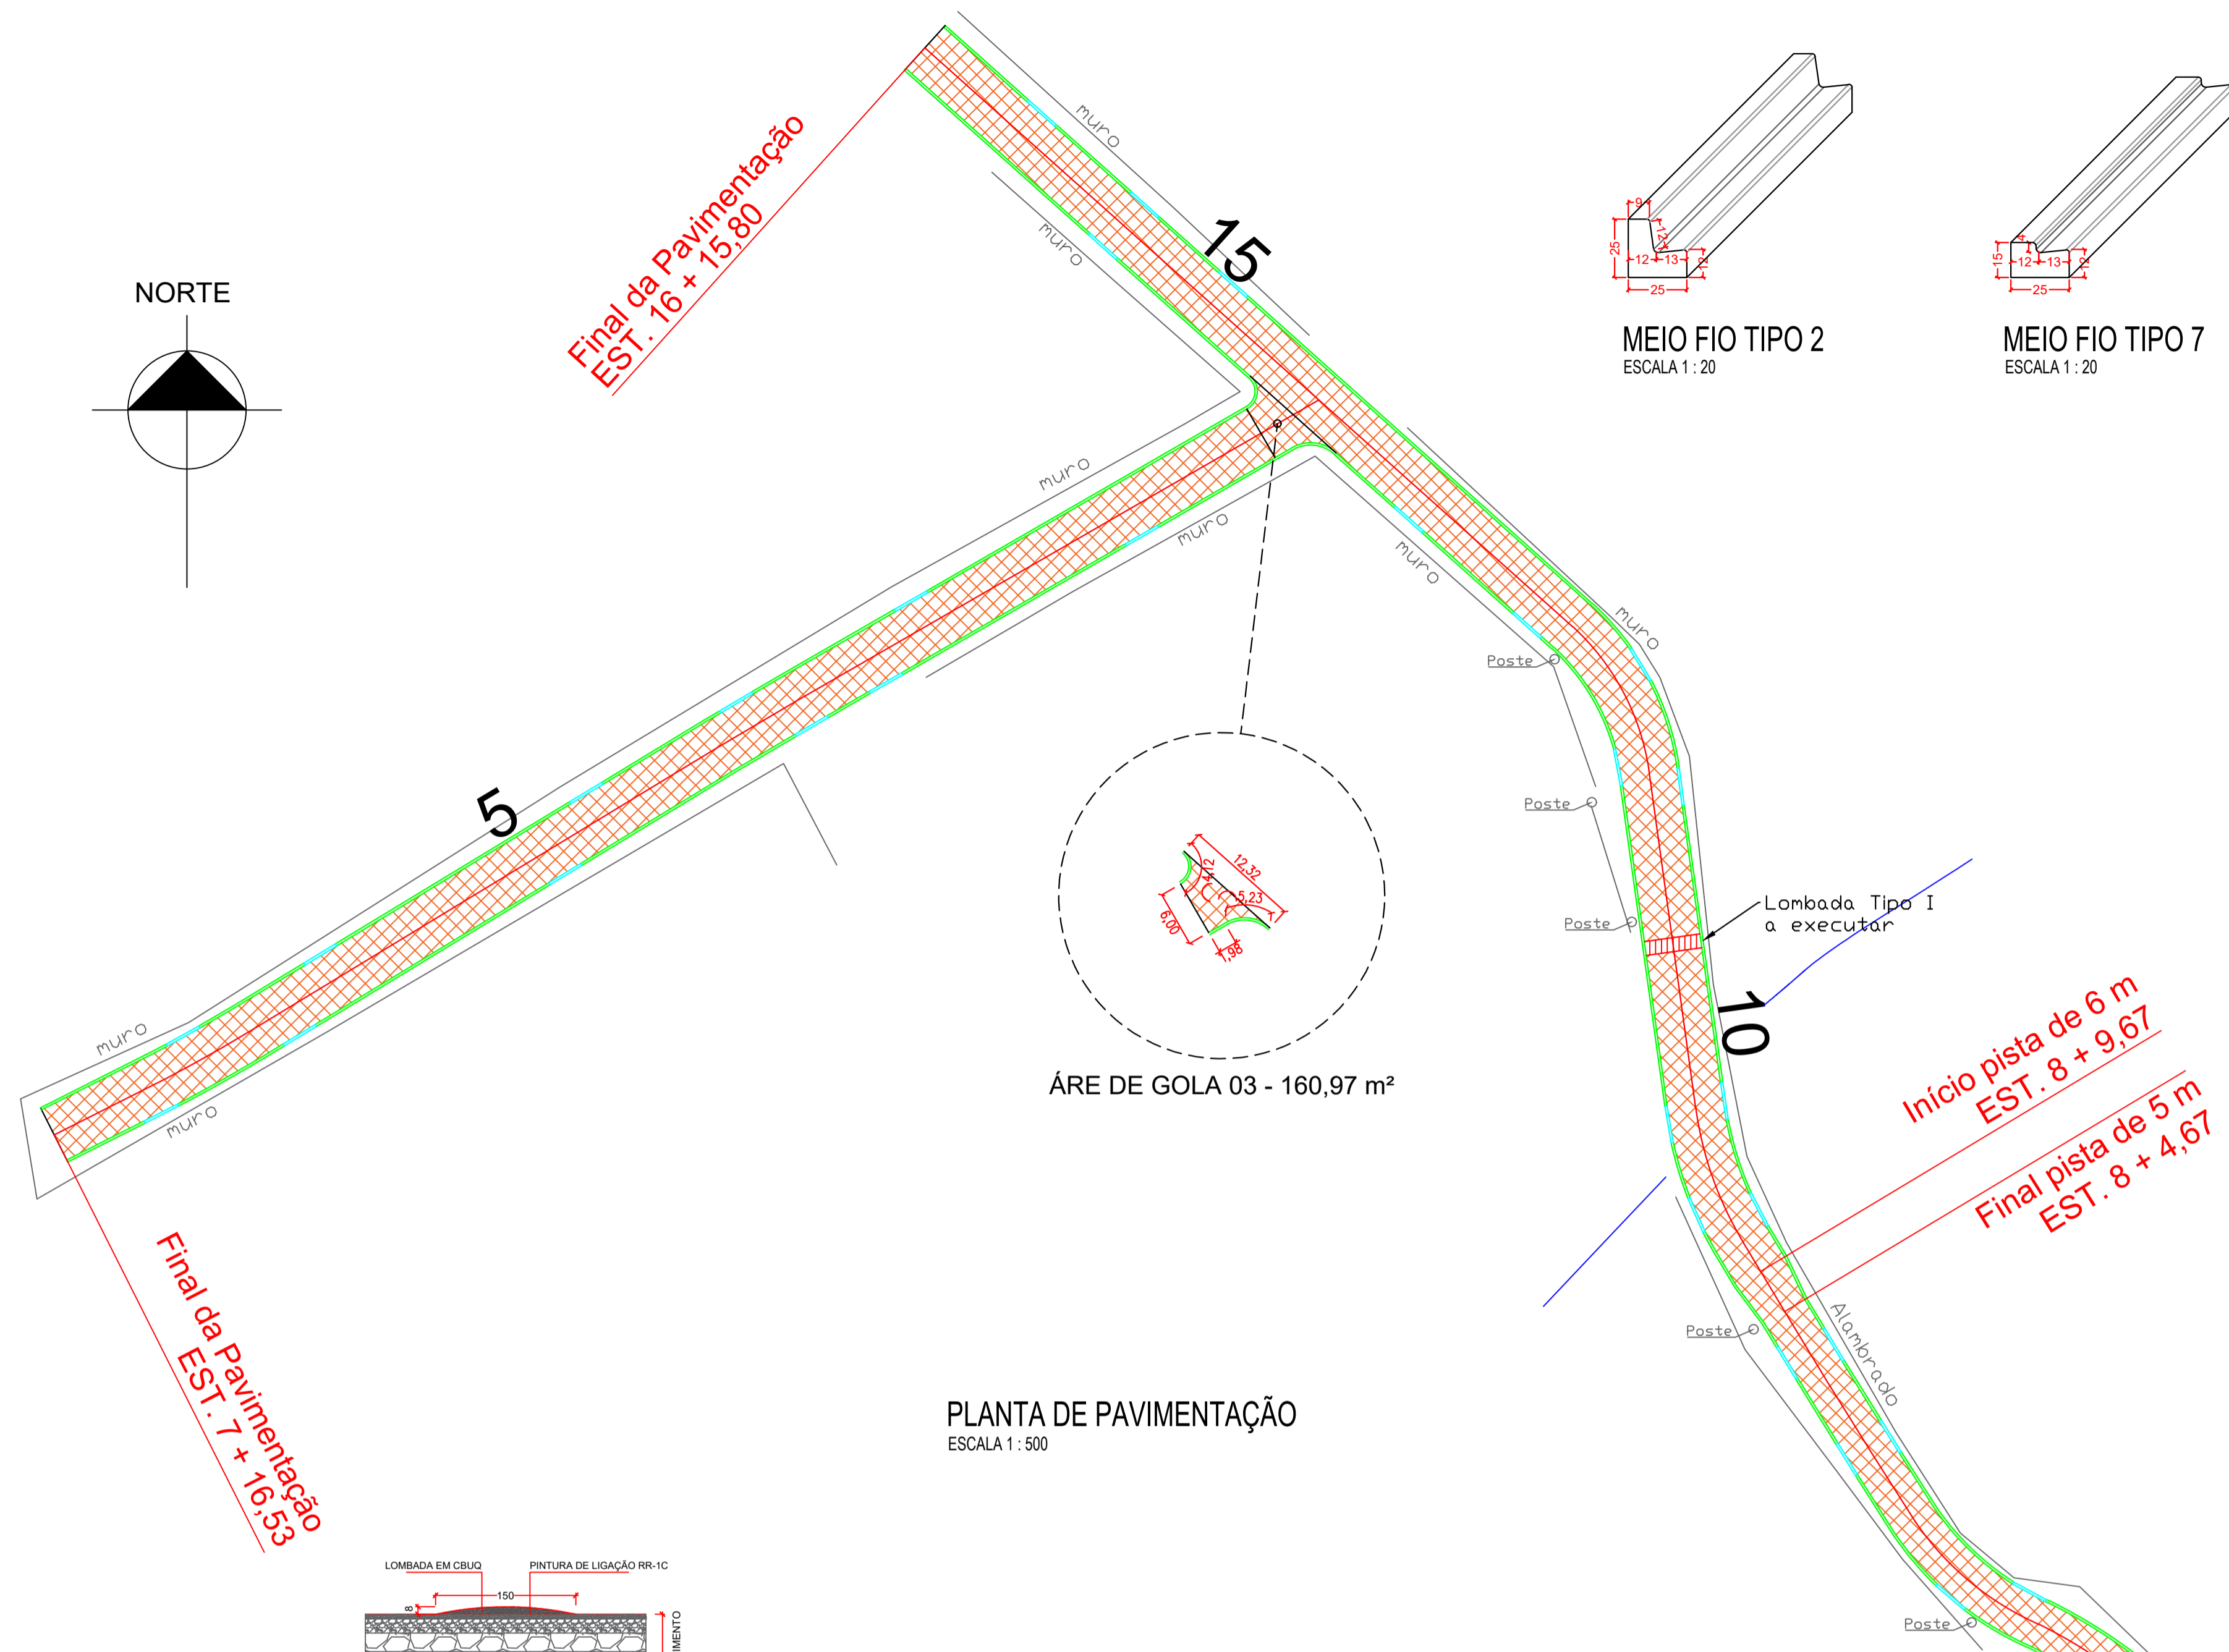 muro
Final da Pavimentação
EST. 16 + 15,80
muro
15
NORTE
9
25
12
12
13
12
25
MEIO FIO TIPO 2
ESCALA 1 : 20
4
15
12
13
12
25
MEIO FIO TIPO 7
ESCALA 1 : 20
muro
muro
muro
muro
Poste
5
Poste
12,32
4,12
5,23
6,00
1,98
Poste
Lombada Tipo I
a executar
10
ÁRE DE GOLA 03 - 160,97 m²
Início pista de 6 m
EST. 8 + 9,67
Final pista de 5 m
EST. 8 + 4,67
muro
muro
Final da Pavimentação
EST. 7 + 16,53
Poste
Alambrado
PLANTA DE PAVIMENTAÇÃO
ESCALA 1 : 500
LOMBADA EM CBUQ
PINTURA DE LIGAÇÃO RR-1C
150
8
IMENTO
Poste